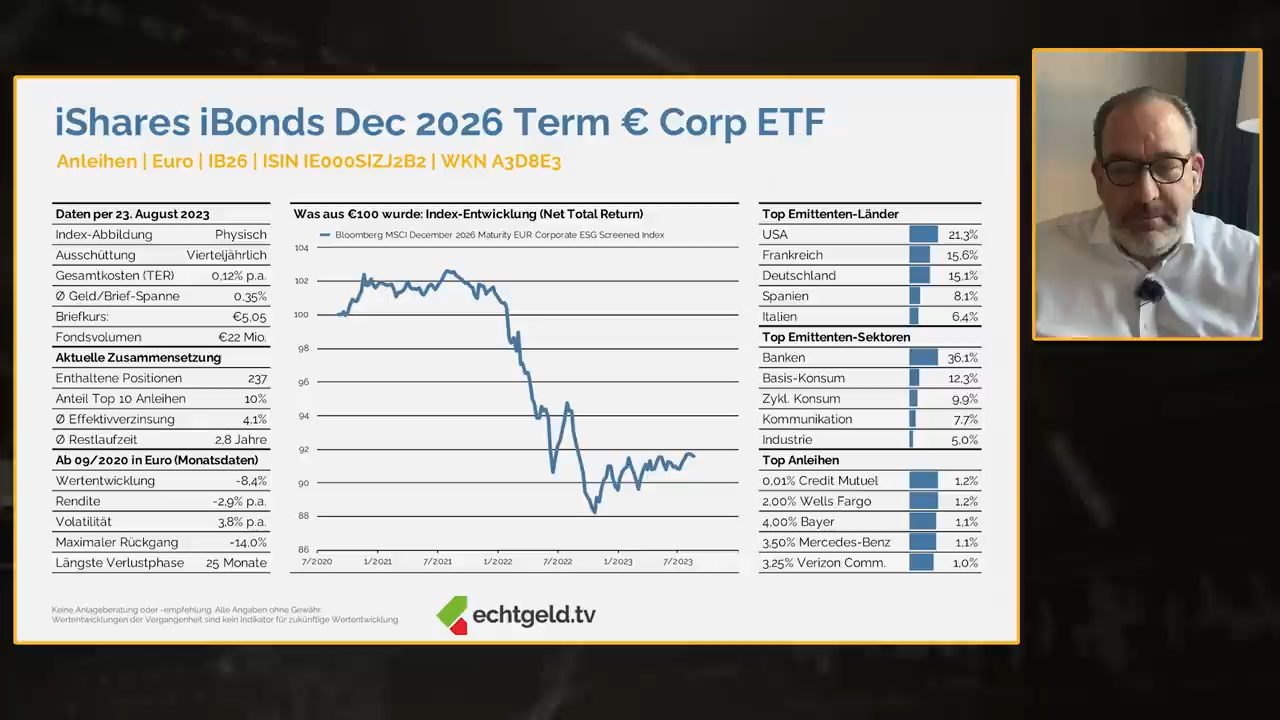 iShares iBonds Dec 2026 Term € Corp ETF
Anleihen | Euro | IB26 | ISIN IE000SIZJ2B2 | WKN A3D8E3
Daten per 23. August 2023
Index-Abbildung Physisch
Ausschüttung Vierteljährlich
Gesamtkosten (TER) 0,12% p.a.
Ø Geld/Brief-Spanne 0,35%
Briefkurs: €5,05
Fondsvolumen €22 Mio.
Aktuelle Zusammensetzung
Enthaltene Positionen 237
Anteil Top 10 Anleihen 10%
Ø Effektivverzinsung 4,1%
Ø Restlaufzeit 2,8 Jahre
Ab 09/2020 in Euro (Monatsdaten)
Wertentwicklung -8,4%
Rendite -2,9% p.a.
Volatilität 3,8% p.a.
Maximaler Rückgang -14,0%
Längste Verlustphase 25 Monate
Was aus €100 wurde: Index-Entwicklung (Net Total Return)
Bloomberg MSCI December 2026 Maturity EUR Corporate ESG Screened Index
104
102
100
98
96
94
92
90
88
86
7/2020 1/2021 7/2021 1/2022 7/2022 1/2023 7/2023
Top Emittenten-Länder
USA 21,3%
Frankreich 15,6%
Deutschland 15,1%
Spanien 8,1%
Italien 6,4%
Top Emittenten-Sektoren
Banken 36,1%
Basis-Konsum 12,3%
Zykl. Konsum 9,9%
Kommunikation 7,7%
Industrie 5,0%
Top Anleihen
0,01% Credit Mutuel 1,2%
2,00% Wells Fargo 1,2%
4,00% Bayer 1,1%
3,50% Mercedes-Benz 1,1%
3,25% Verizon Comm. 1,0%
Keine Anlageberatung oder -empfehlung. Alle Angaben ohne Gewähr.
Wertentwicklungen der Vergangenheit sind kein Indikator für zukünftige Wertentwicklung.
echtgeld.tv